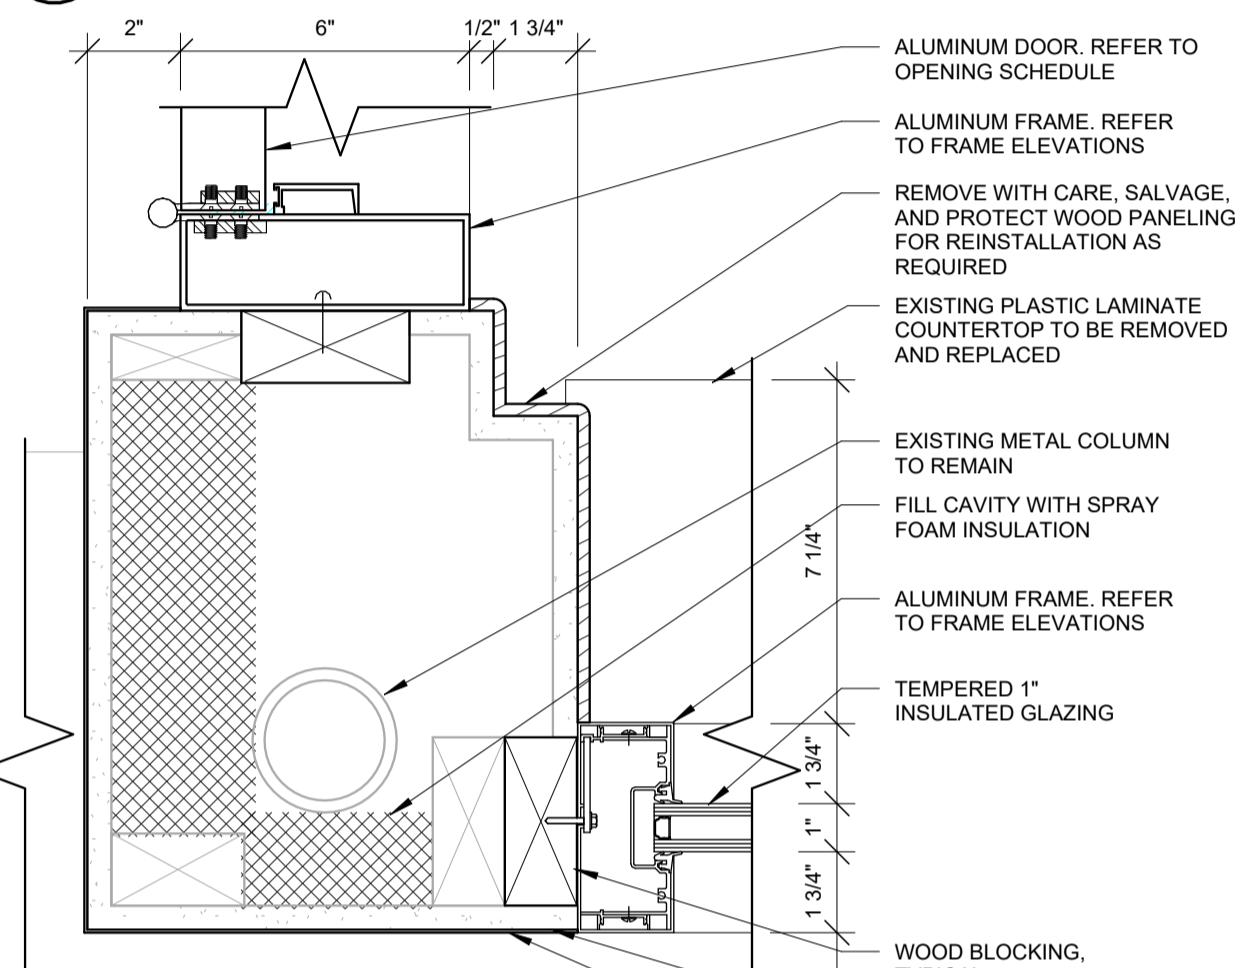 2" 6" 1/2" 1 3/4"
ALUMINUM DOOR. REFER TO
OPENING SCHEDULE
ALUMINUM FRAME. REFER
TO FRAME ELEVATIONS
REMOVE WITH CARE, SALVAGE,
AND PROTECT WOOD PANELING
FOR REINSTALLATION AS
REQUIRED
EXISTING PLASTIC LAMINATE
COUNTERTOP TO BE REMOVED
AND REPLACED
EXISTING METAL COLUMN
TO REMAIN
FILL CAVITY WITH SPRAY
FOAM INSULATION
7 1/4"
ALUMINUM FRAME. REFER
TO FRAME ELEVATIONS
TEMPERED 1"
INSULATED GLAZING
1 3/4"
1"
1 3/4"
WOOD BLOCKING,